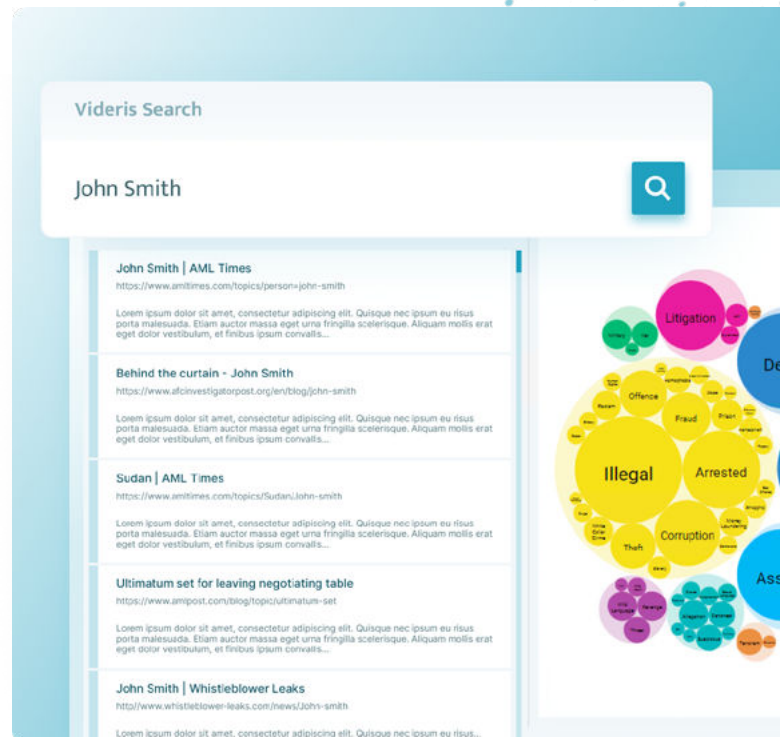 Videris Search
John Smith
John Smith | AML Times
https://www.amltimes.com/topics/person=john-smith
Lorem ipsum dolor sit amet, consectetur adipiscing elit. Quisque nec ipsum eu risus
porta malesuada. Etiam auctor massa eget urna fringilla scelerisque. Aliquam mollis erat
eget dolor vestibulum, et finibus ipsum convallis...
Behind the curtain - John Smith
https://www.afcinvestigatorpost.org/en/blog/john-smith
Lorem ipsum dolor sit amet, consectetur adipiscing elit. Quisque nec ipsum eu risus
porta malesuada. Etiam auctor massa eget urna fringilla scelerisque. Aliquam mollis erat
eget dolor vestibulum, et finibus ipsum convallis...
Sudan | AML Times
https://www.amltimes.com/topics/Sudan/John-smith
Lorem ipsum dolor sit amet, consectetur adipiscing elit. Quisque nec ipsum eu risus
porta malesuada. Etiam auctor massa eget urna fringilla scelerisque. Aliquam mollis erat
eget dolor vestibulum, et finibus ipsum convallis...
Ultimatum set for leaving negotiating table
https://www.amlpost.com/blog/topic/ultimatum-set
Lorem ipsum dolor sit amet, consectetur adipiscing elit. Quisque nec ipsum eu risus
porta malesuada. Etiam auctor massa eget urna fringilla scelerisque. Aliquam mollis erat
eget dolor vestibulum, et finibus ipsum convallis...
John Smith | Whistleblower Leaks
http//www.whistleblower-leaks.com/news/John-smith
Lorem ipsum dolor sit amet, consectetur adipiscing elit. Quisque nec ipsum eu risus...
Litigation
De
Offence
Fraud
Prison
Illegal
Arrested
Smuggling
White
Collar
Crime
Money
Laundering
Corruption
Theft
Ass
Language
Revenge
Allegation